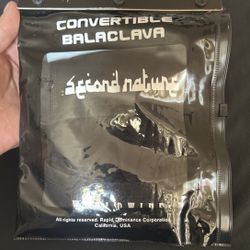 CONVERTIBLE
BALACLAVA
second nature
All rights reserved. Rapid Dominance Corporation
California, USA